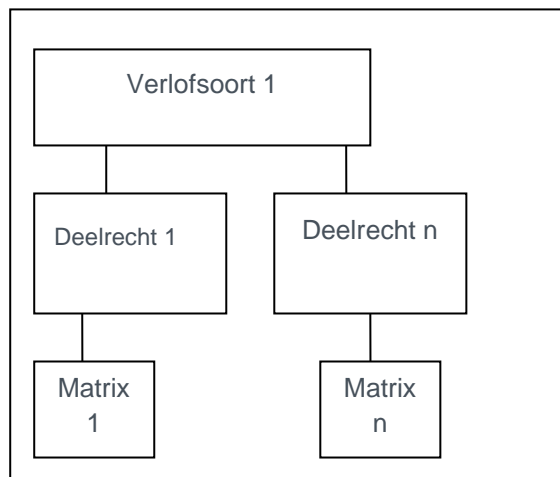 Verlofsoort 1
Deelrecht 1
Deelrecht n
Matrix
1
Matrix
n